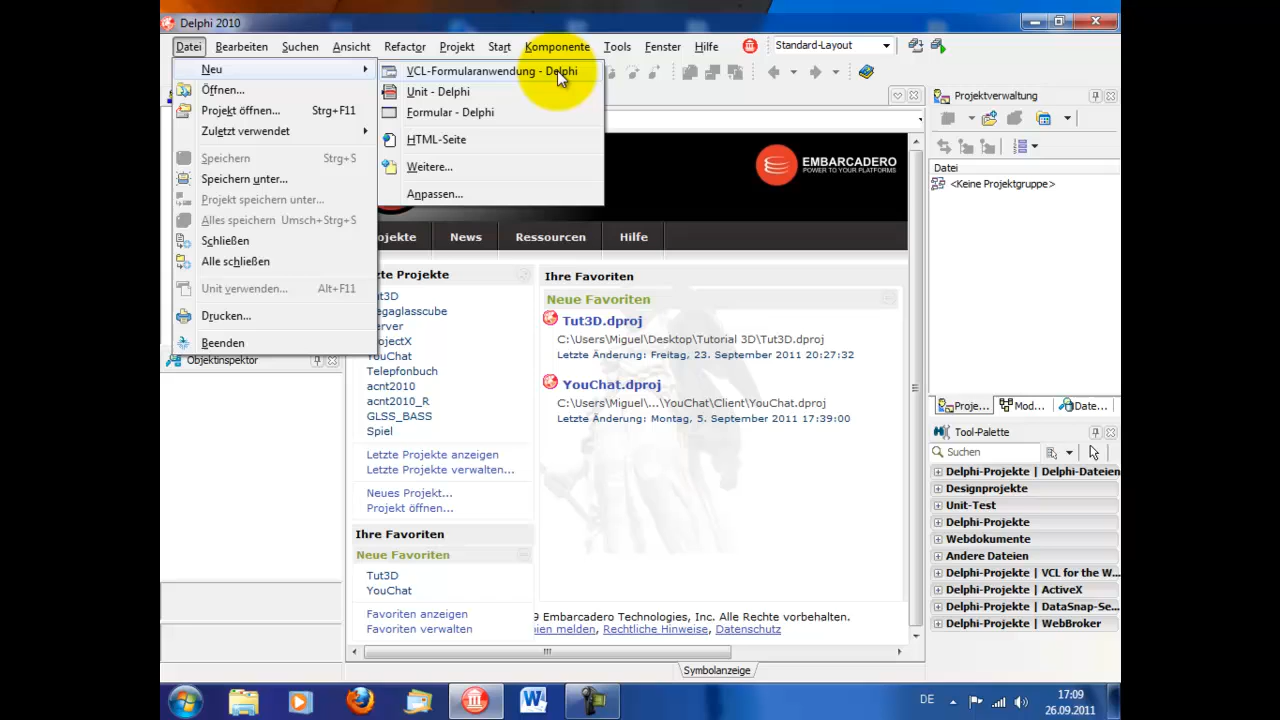 Delphi 2010
Datei Bearbeiten Suchen Ansicht Refactor Projekt Start Komponente Tools Fenster Hilfe Standard-Layout
Neu
Öffnen...
Projekt öffnen... Strg+F11
Zuletzt verwendet
Speichern Strg+S
Speichern unter...
Projekt speichern unter...
Alles speichern Umsch+Strg+S
Schließen
Alle schließen
Unit verwenden... Alt+F11
Drucken...
Beenden
VCL-Formularanwendung - Delphi
Unit - Delphi
Formular - Delphi
HTML-Seite
Weitere...
Anpassen...
EMBARCADERO
POWER TO YOUR PLATFORMS
ojekte News Ressourcen Hilfe
zte Projekte
ut3D
egaglasscube
erver
ojectX
YouChat
Telepfonbuch
acnt2010
acnt2010_R
GLSS_BASS
Spiel
Letzte Projekte anzeigen
Letzte Projekte verwalten...
Neues Projekt...
Projekt öffnen...
Ihre Favoriten
Neue Favoriten
Tut3D
YouChat
Favoriten anzeigen
Favoriten verwalten
Ihre Favoriten
Neue Favoriten
Tut3D.dproj
C:\Users\Miguel\Desktop\Tutorial 3D\Tut3D.dproj
Letzte Änderung: Freitag, 23. September 2011 20:27:32
YouChat.dproj
C:\Users\Miguel\...\YouChat\Client\YouChat.dproj
Letzte Änderung: Montag, 5. September 2011 17:39:00
9 Embarcadero Technologies, Inc. Alle Rechte vorbehalten.
oien melden, Rechtliche Hinweise, Datenschutz
Symbolanzeige
Objektinspektor
Projektverwaltung
Datei
<Keine Projektgruppe>
Proje... Mod... Date...
Tool-Palette
Suchen
Delphi-Projekte | Delphi-Dateien
Designprojekte
Unit-Test
Delphi-Projekte
Webdokumente
Andere Dateien
Delphi-Projekte | VCL for the W...
Delphi-Projekte | ActiveX
Delphi-Projekte | DataSnap-Se...
Delphi-Projekte | WebBroker
DE
17:09
26.09.2011